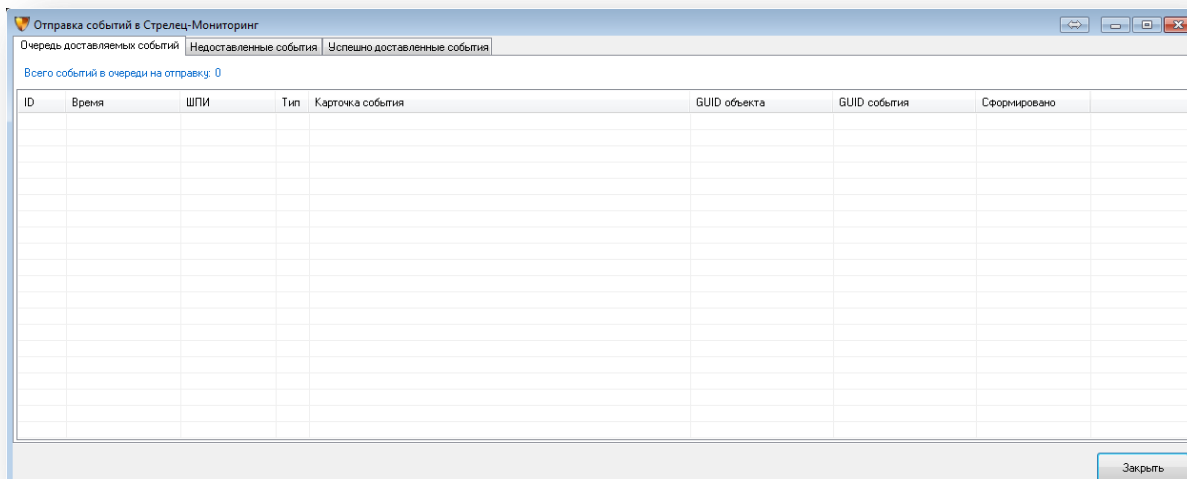 Отправка событий в Стрелец-Мониторинг
Очередь доставляемых событий Недоставленные события Успешно доставленные события
Всего событий в очереди на отправку: 0
ID Время ШПИ Тип Карточка события GUID объекта GUID события Сформировано
Закрыть